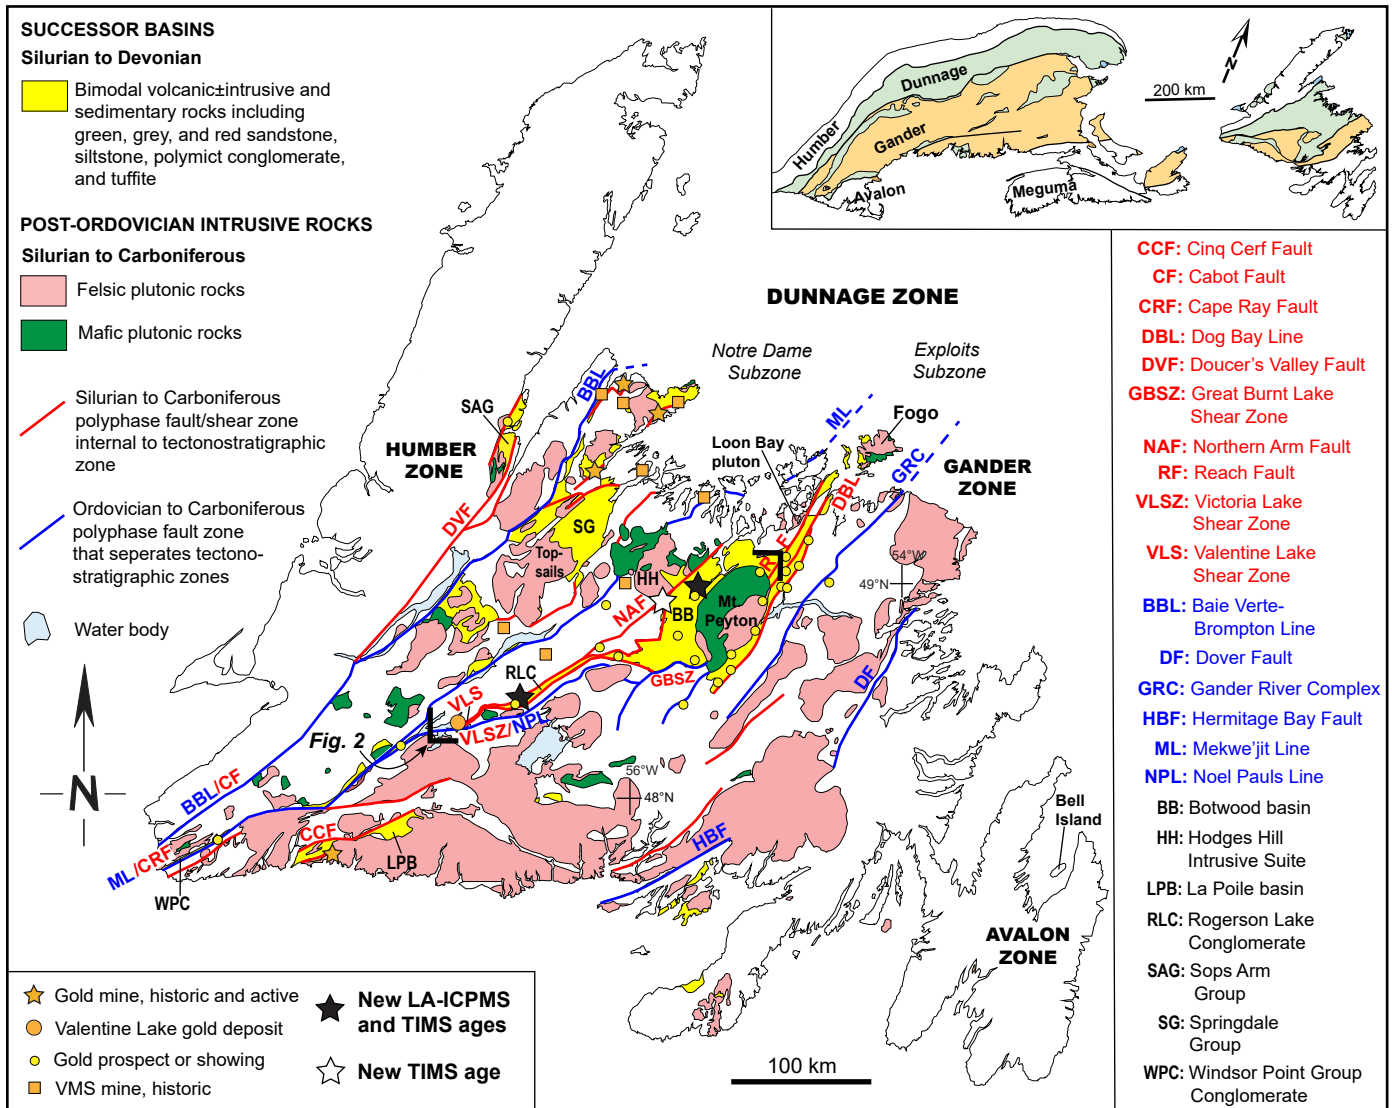 SUCCESSOR BASINS
Silurian to Devonian
Bimodal volcanic±intrusive and
sedimentary rocks including
green, grey, and red sandstone,
siltstone, polymict conglomerate,
and tuffite
POST-ORDOVICIAN INTRUSIVE ROCKS
Silurian to Carboniferous
Felsic plutonic rocks
Mafic plutonic rocks
Silurian to Carboniferous
polyphase fault/shear zone
internal to tectonostratigraphic
zone
Ordovician to Carboniferous
polyphase fault zone
that seperates tectono-
stratigraphic zones
Water body
N
Humber
Dunnage
Gander
Avalon
Meguma
200 km
N
DUNNAGE ZONE
Notre Dame
Subzone
Exploits
Subzone
HUMBER
ZONE
GANDER
ZONE
AVALON
ZONE
SAG
BBL
DVF
SG
Top-
sails
HH
NAF
BB
Mt.
Peyton
RF
Loon Bay
pluton
ML
Fogo
DBL
GRC
54°W
49°N
DF
GBSZ
RLC
VLS
VLSZ/NPL
Fig. 2
56°W
48°N
BBL/CF
CCF
LPB
ML/CRF
WPC
HBF
Bell
Island
100 km
Gold mine, historic and active
Valentine Lake gold deposit
Gold prospect or showing
VMS mine, historic
New LA-ICPMS
and TIMS ages
New TIMS age
CCF: Cinq Cerf Fault
CF: Cabot Fault
CRF: Cape Ray Fault
DBL: Dog Bay Line
DVF: Doucer's Valley Fault
GBSZ: Great Burnt Lake
Shear Zone
NAF: Northern Arm Fault
RF: Reach Fault
VLSZ: Victoria Lake
Shear Zone
VLS: Valentine Lake
Shear Zone
BBL: Baie Verte-
Brompton Line
DF: Dover Fault
GRC: Gander River Complex
HBF: Hermitage Bay Fault
ML: Mekwe'jit Line
NPL: Noel Pauls Line
BB: Botwood basin
HH: Hodges Hill
Intrusive Suite
LPB: La Poile basin
RLC: Rogerson Lake
Conglomerate
SAG: Sops Arm
Group
SG: Springdale
Group
WPC: Windsor Point Group
Conglomerate